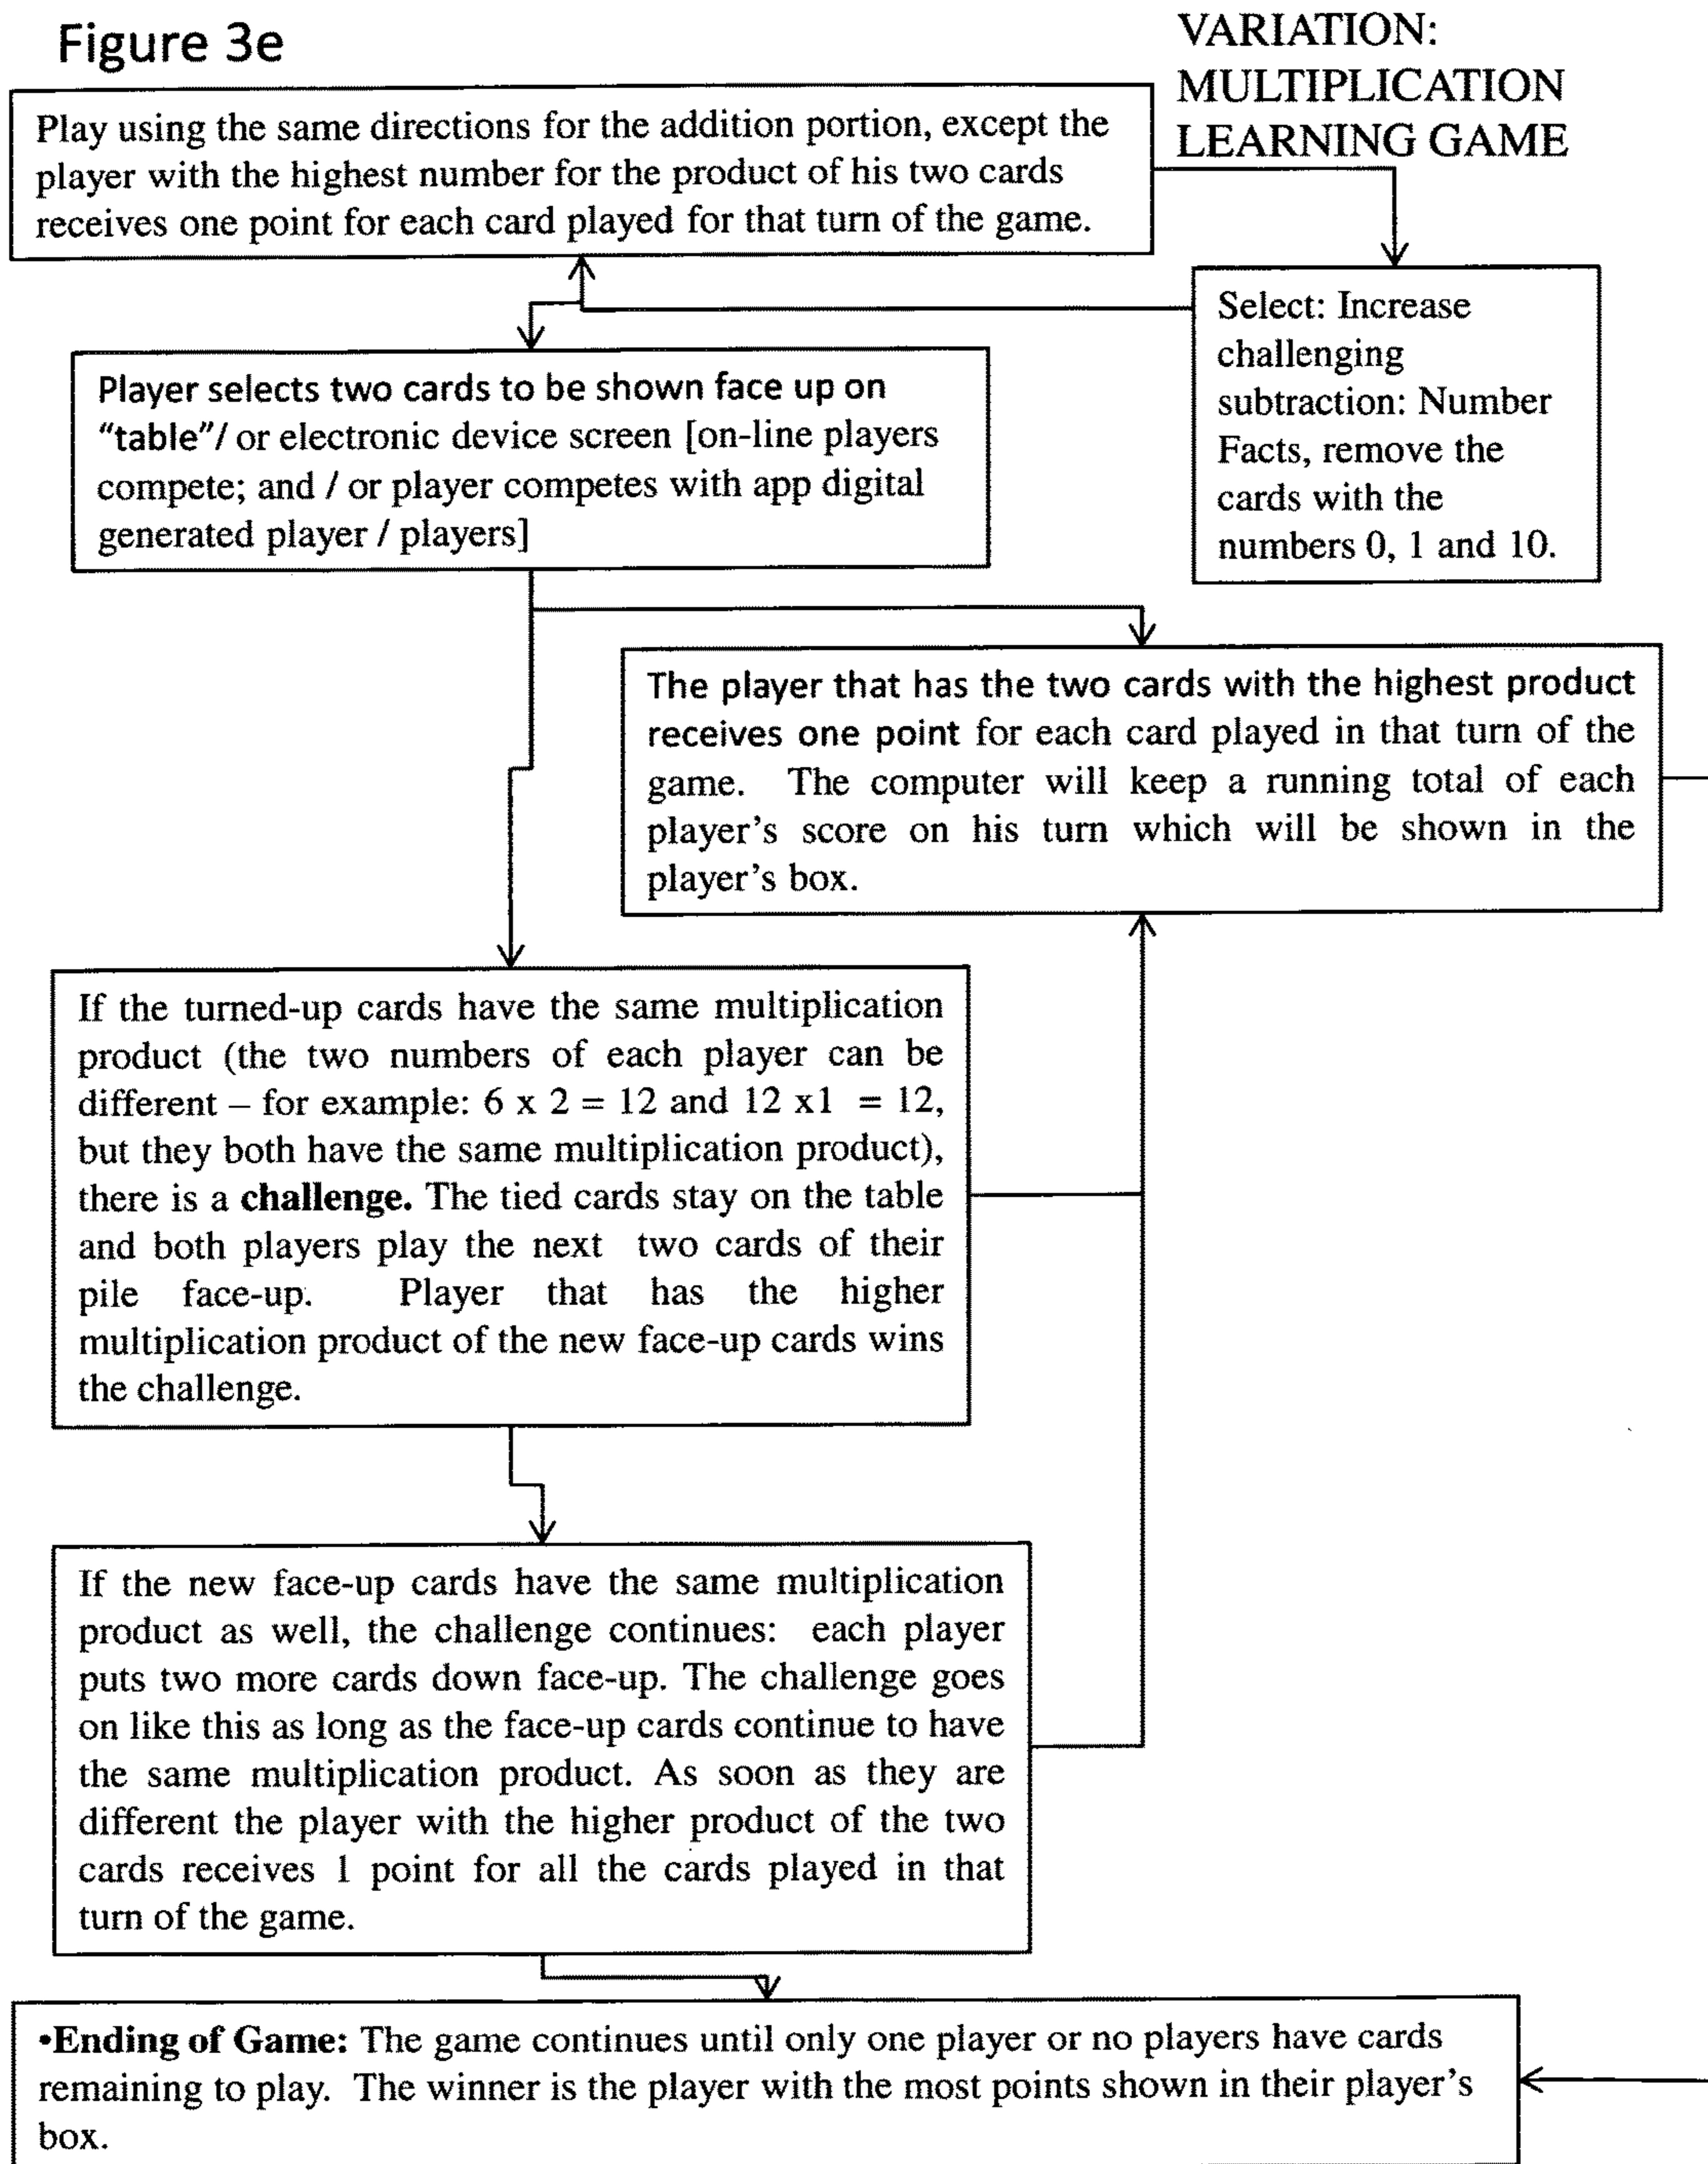 Figure 3e
VARIATION:
MULTIPLICATION
LEARNING GAME
Play using the same directions for the addition portion, except the
player with the highest number for the product of his two cards
receives one point for each card played for that turn of the game.
Select: Increase
challenging
subtraction: Number
Facts, remove the
cards with the
numbers 0, 1 and 10.
Player selects two cards to be shown face up on
“table”/ or electronic device screen [on-line players
compete; and / or player competes with app digital
generated player / players]
The player that has the two cards with the highest product
receives one point for each card played in that turn of the
game. The computer will keep a running total of each
player’s score on his turn which will be shown in the
player’s box.
If the turned-up cards have the same multiplication
product (the two numbers of each player can be
different – for example: 6 x 2 = 12 and 12 x1 = 12,
but they both have the same multiplication product),
there is a challenge. The tied cards stay on the table
and both players play the next two cards of their
pile face-up. Player that has the higher
multiplication product of the new face-up cards wins
the challenge.
If the new face-up cards have the same multiplication
product as well, the challenge continues: each player
puts two more cards down face-up. The challenge goes
on like this as long as the face-up cards continue to have
the same multiplication product. As soon as they are
different the player with the higher product of the two
cards receives 1 point for all the cards played in that
turn of the game.
•Ending of Game: The game continues until only one player or no players have cards
remaining to play. The winner is the player with the most points shown in their player’s
box.